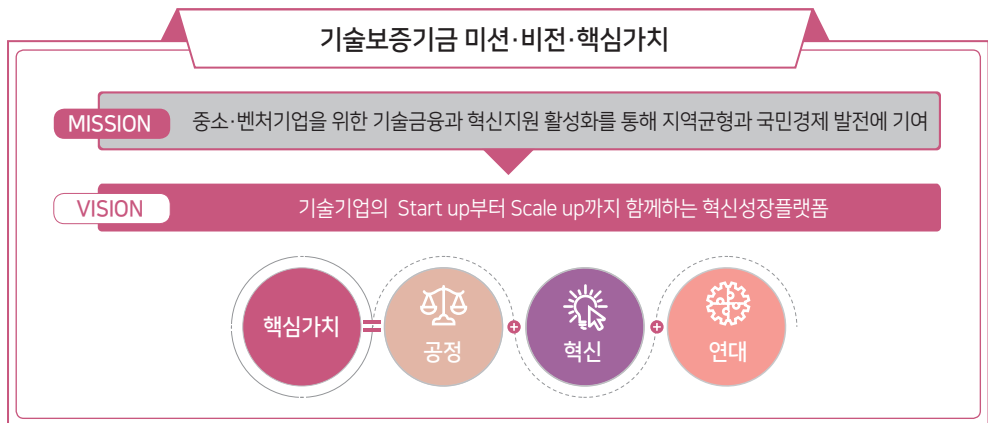 기술보증기금 미션·비전·핵심가치
MISSION 중소·벤처기업을 위한 기술금융과 혁신지원 활성화를 통해 지역균형과 국민경제 발전에 기여
VISION 기술기업의 Start up부터 Scale up까지 함께하는 혁신성장플랫폼
핵심가치 = 공정 + 혁신 + 연대